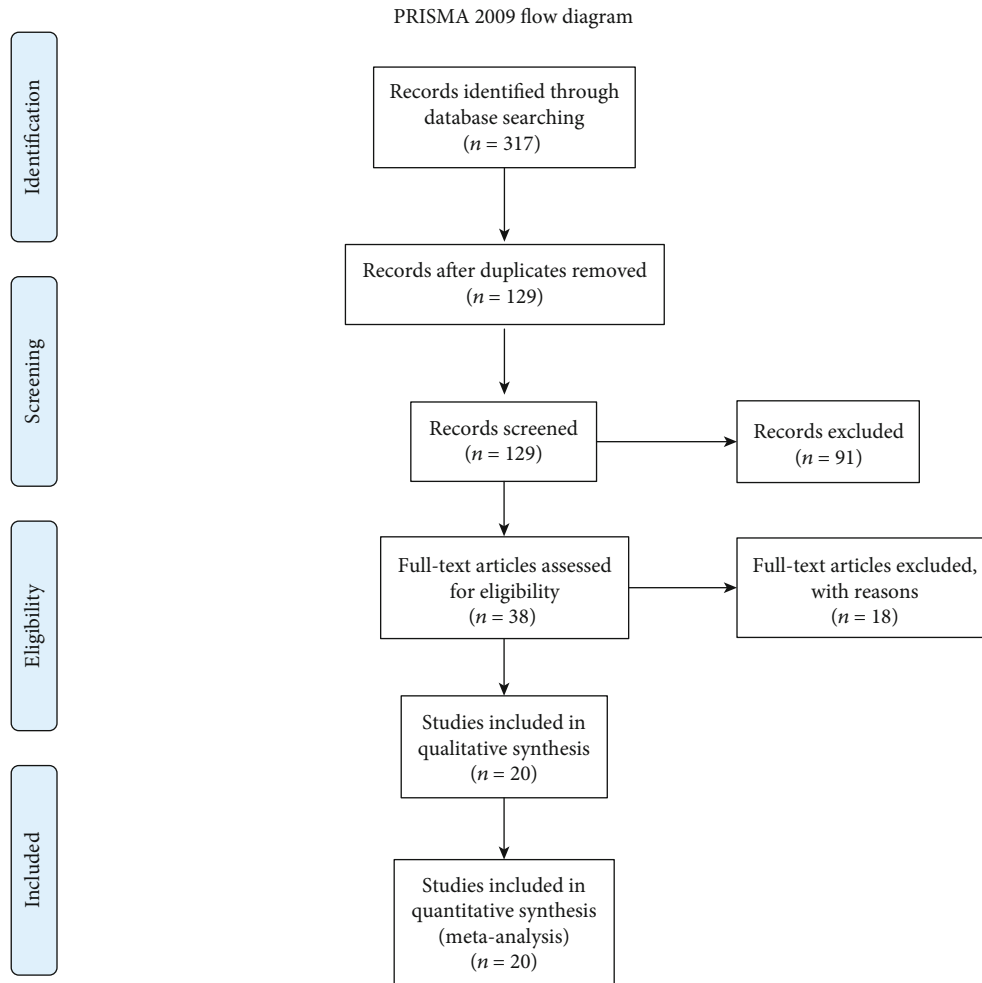 PRISMA 2009 flow diagram
Identification
Records identified through
database searching
(n = 317)
Records after duplicates removed
(n = 129)
Screening
Records screened
(n = 129)
Records excluded
(n = 91)
Eligibility
Full-text articles assessed
for eligibility
(n = 38)
Full-text articles excluded,
with reasons
(n = 18)
Studies included in
qualitative synthesis
(n = 20)
Included
Studies included in
quantitative synthesis
(meta-analysis)
(n = 20)